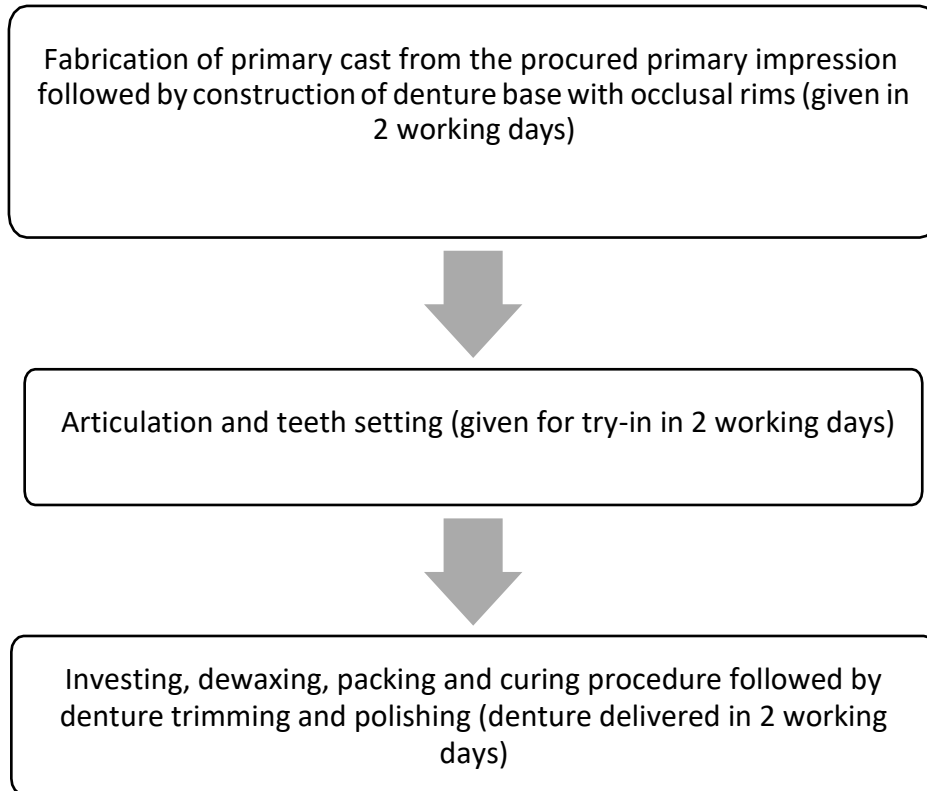 Fabrication of primary cast from the procured primary impression
followed by construction of denture base with occlusal rims (given in
2 working days)
Articulation and teeth setting (given for try-in in 2 working days)
Investing, dewaxing, packing and curing procedure followed by
denture trimming and polishing (denture delivered in 2 working
days)